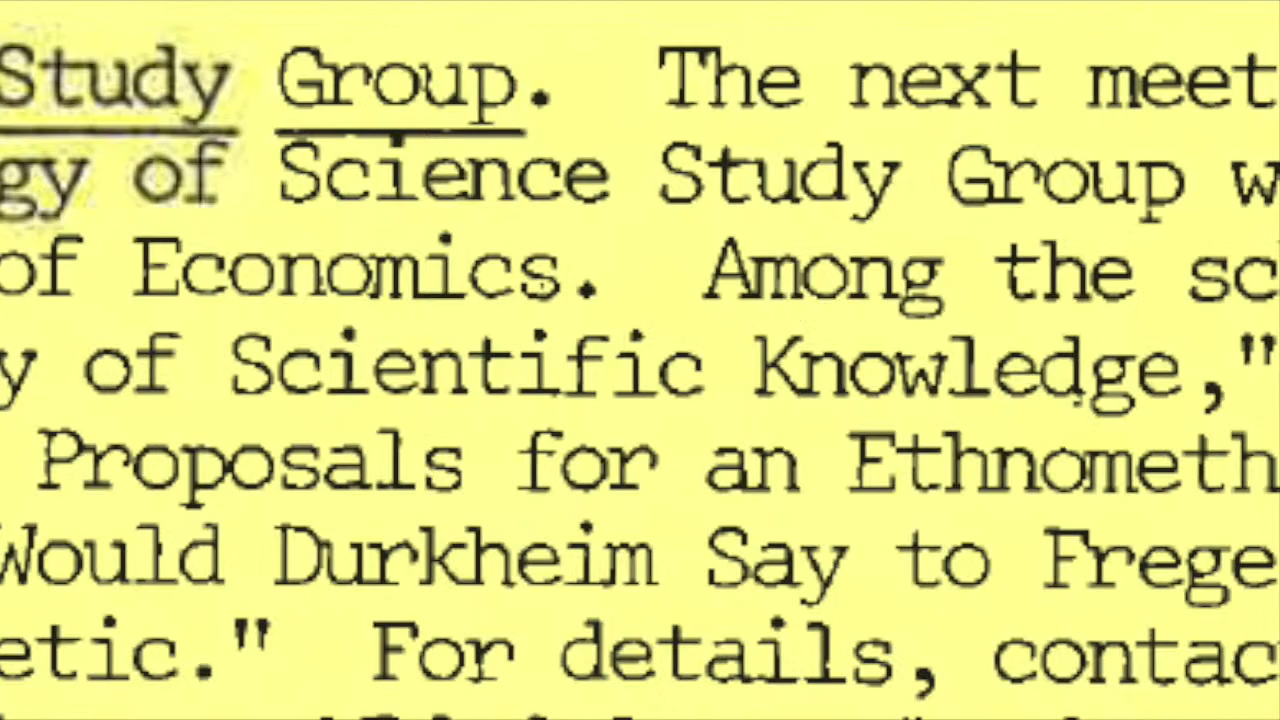 Study Group. The next meet
gy of Science Study Group w
of Economics. Among the sc
y of Scientific Knowledge,"
Proposals for an Ethnometh
Would Durkheim Say to Frege
etic." For details, contac